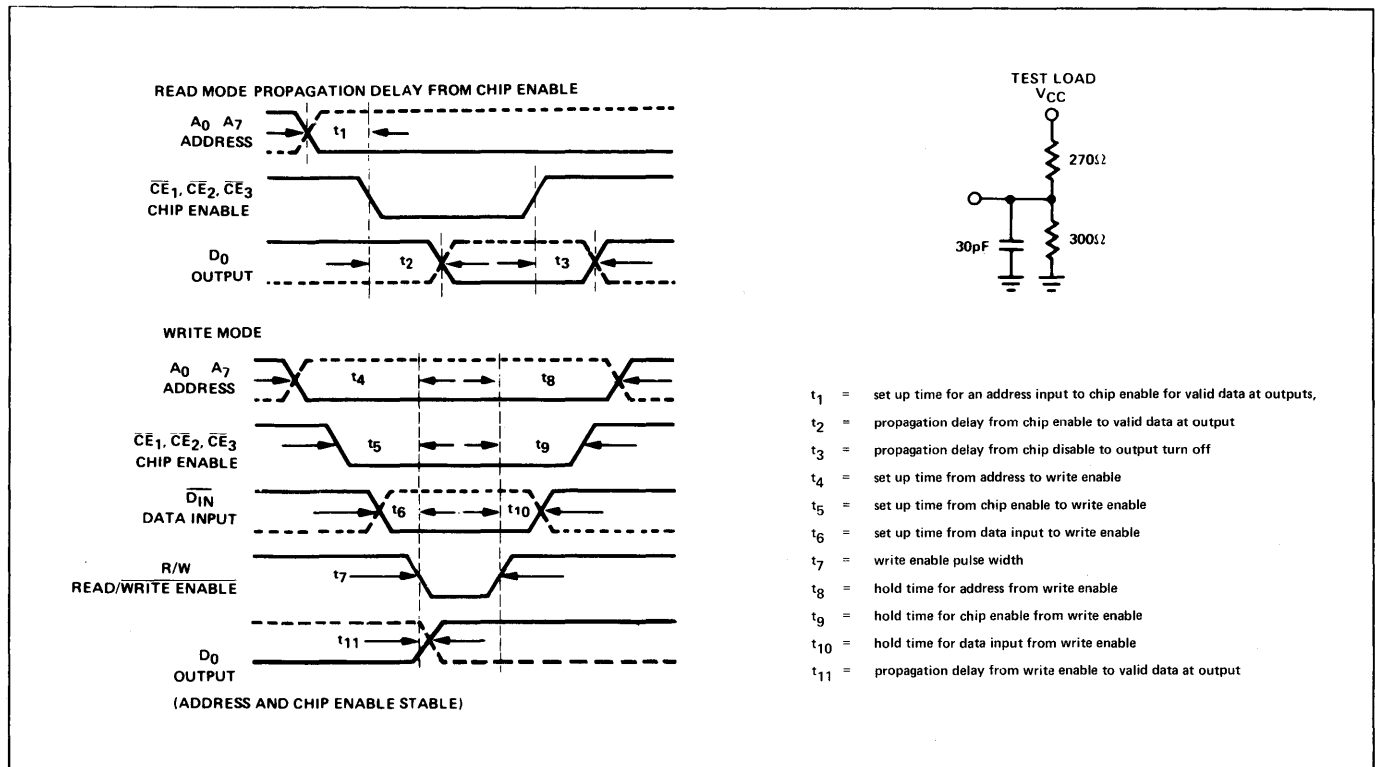 READ MODE PROPAGATION DELAY FROM CHIP ENABLE
A0 A7
ADDRESS
t1
CE1, CE2, CE3
CHIP ENABLE
D0
OUTPUT
t2
t3
WRITE MODE
A0 A7
ADDRESS
t4
t8
CE1, CE2, CE3
CHIP ENABLE
t5
t9
DIN
DATA INPUT
t6
t10
R/W
READ/WRITE ENABLE
t7
D0
OUTPUT
t11
(ADDRESS AND CHIP ENABLE STABLE)
TEST LOAD
VCC
270Ω
30pF
300Ω
t1 = set up time for an address input to chip enable for valid data at outputs,
t2 = propagation delay from chip enable to valid data at output
t3 = propagation delay from chip disable to output turn off
t4 = set up time from address to write enable
t5 = set up time from chip enable to write enable
t6 = set up time from data input to write enable
t7 = write enable pulse width
t8 = hold time for address from write enable
t9 = hold time for chip enable from write enable
t10 = hold time for data input from write enable
t11 = propagation delay from write enable to valid data at output